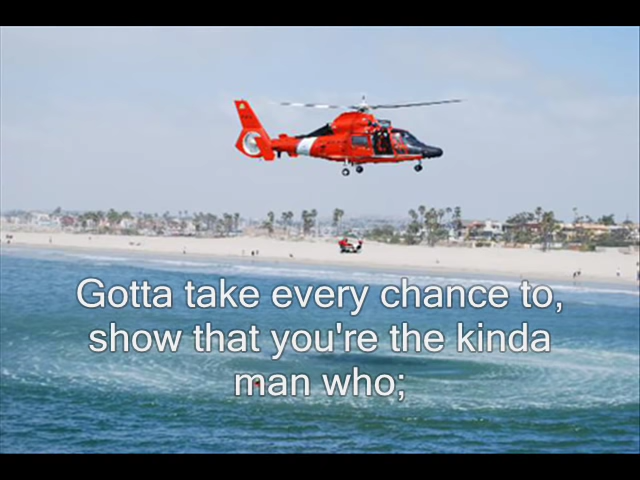 Gotta take every chance to,
show that you're the kinda
man who;